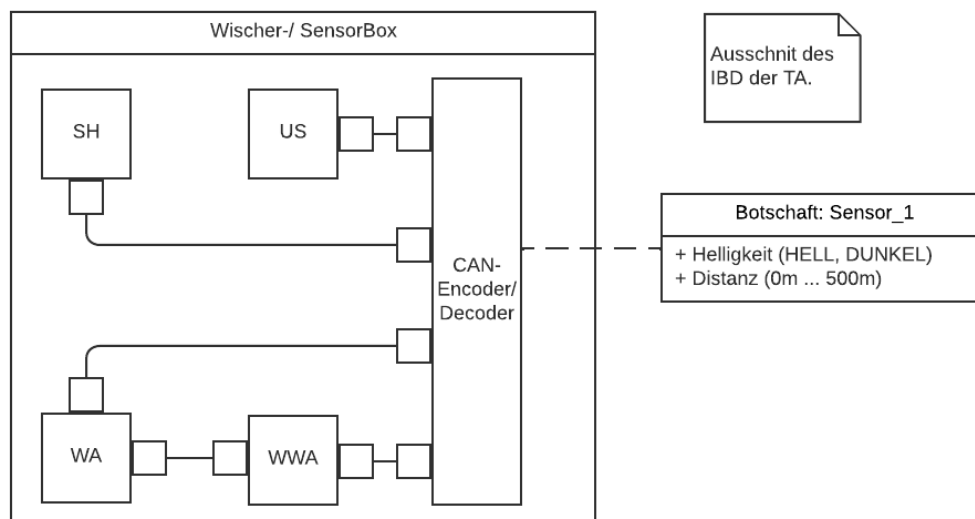 Wischer-/ SensorBox
Ausschnit des
IBD der TA.
SH
US
Botschaft: Sensor_1
+ Helligkeit (HELL, DUNKEL)
+ Distanz (0m ... 500m)
CAN-
Encoder/
Decoder
WA
WWA